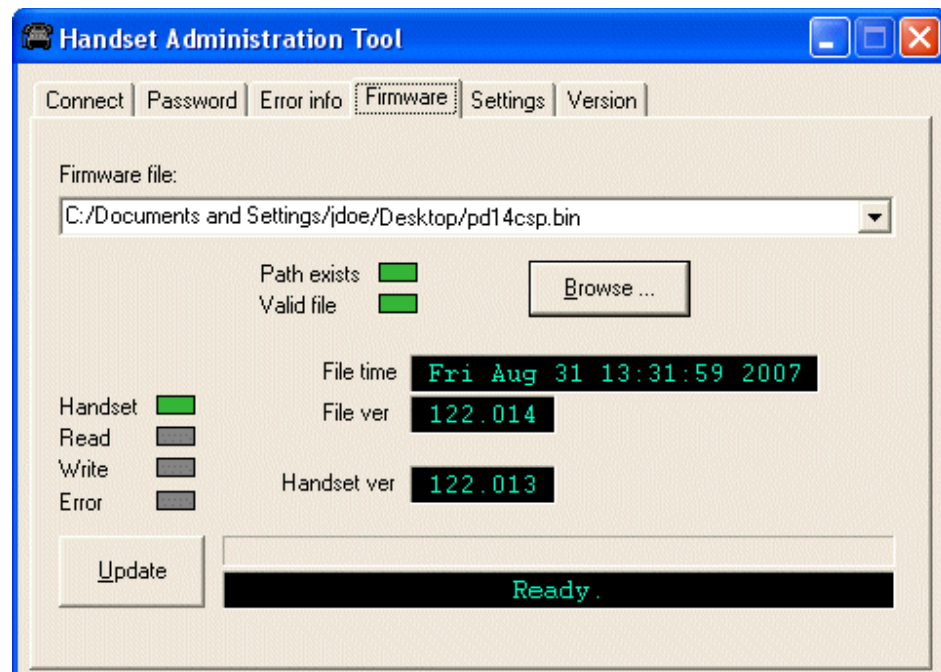 Handset Administration Tool
Connect Password Error info Firmware Settings Version
Firmware file:
C:/Documents and Settings/jdoe/Desktop/pd14csp.bin
Path exists
Browse ...
Valid file
File time Fri Aug 31 13:31:59 2007
Handset
File ver 122.014
Read
Write
Handset ver 122.013
Error
Update
Ready.